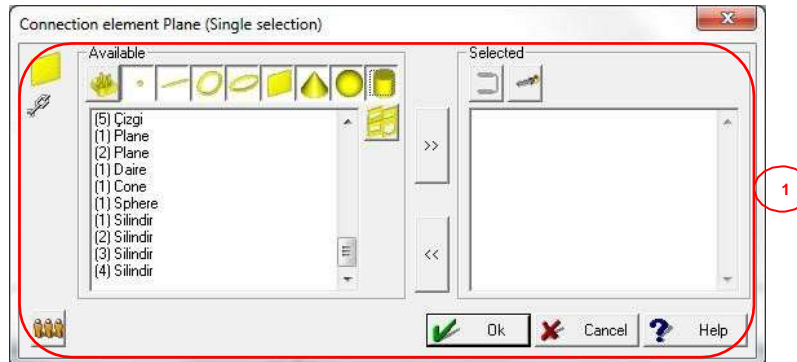 Connection element Plane (Single selection)
Available
Selected
(5) Çizgi
(1) Plane
(2) Plane
(1) Daire
(1) Cone
(1) Sphere
(1) Silindir
(2) Silindir
(3) Silindir
(4) Silindir
>>
<<
1
Ok
Cancel
Help